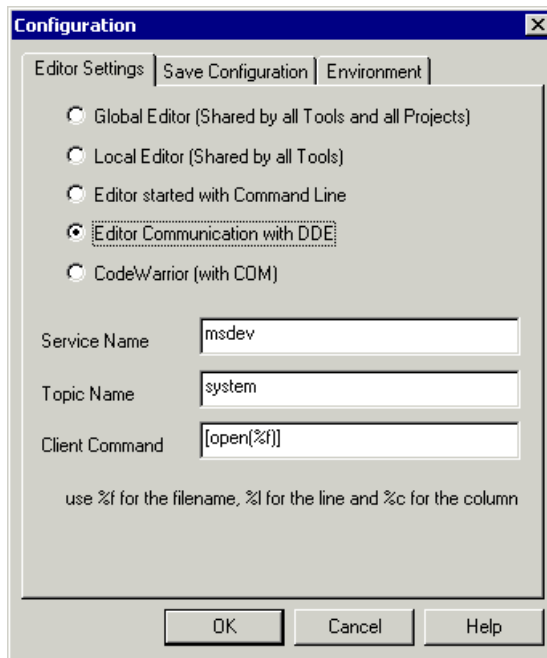 Configuration
Editor Settings Save Configuration Environment
Global Editor (Shared by all Tools and all Projects)
Local Editor (Shared by all Tools)
Editor started with Command Line
Editor Communication with DDE
CodeWarrior (with COM)
Service Name msdev
Topic Name system
Client Command [open(%f)]
use %f for the filename, %l for the line and %c for the column
OK Cancel Help